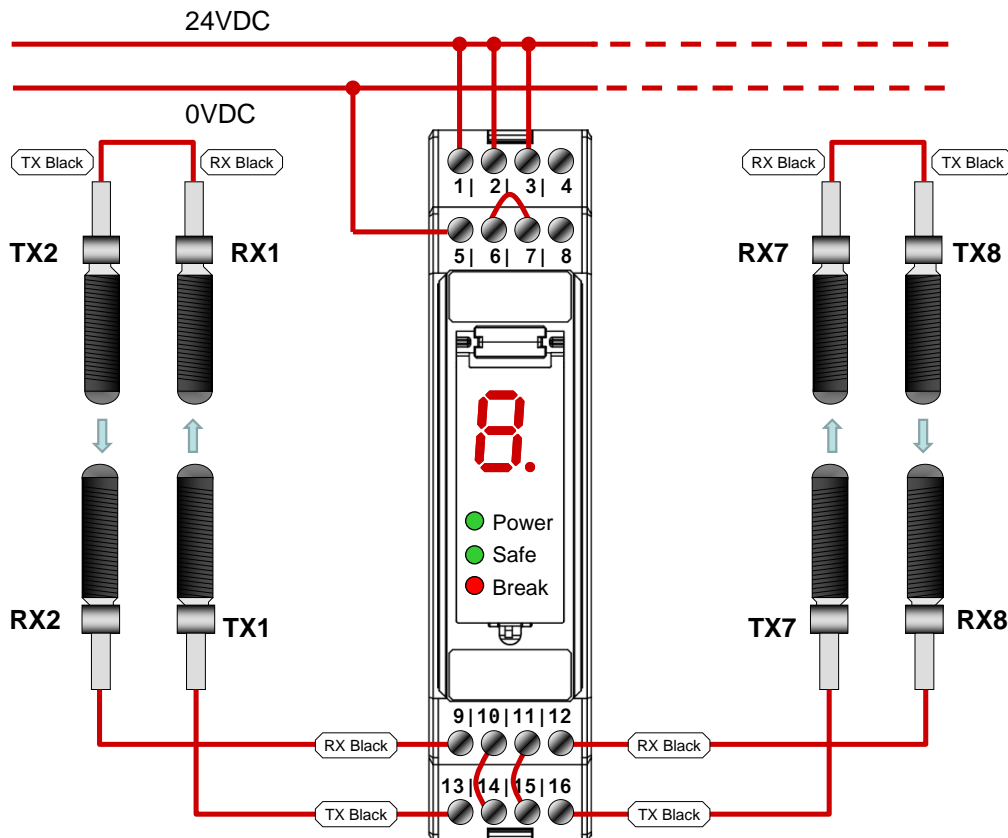 24VDC
0VDC
TX Black
RX Black
RX Black
TX Black
1| 2| 3| 4
TX2
RX1
RX7
TX8
5| 6| 7| 8
8.
Power
Safe
Break
RX2
TX1
TX7
RX8
9|10|11|12
RX Black
RX Black
13|14|15|16
TX Black
TX Black